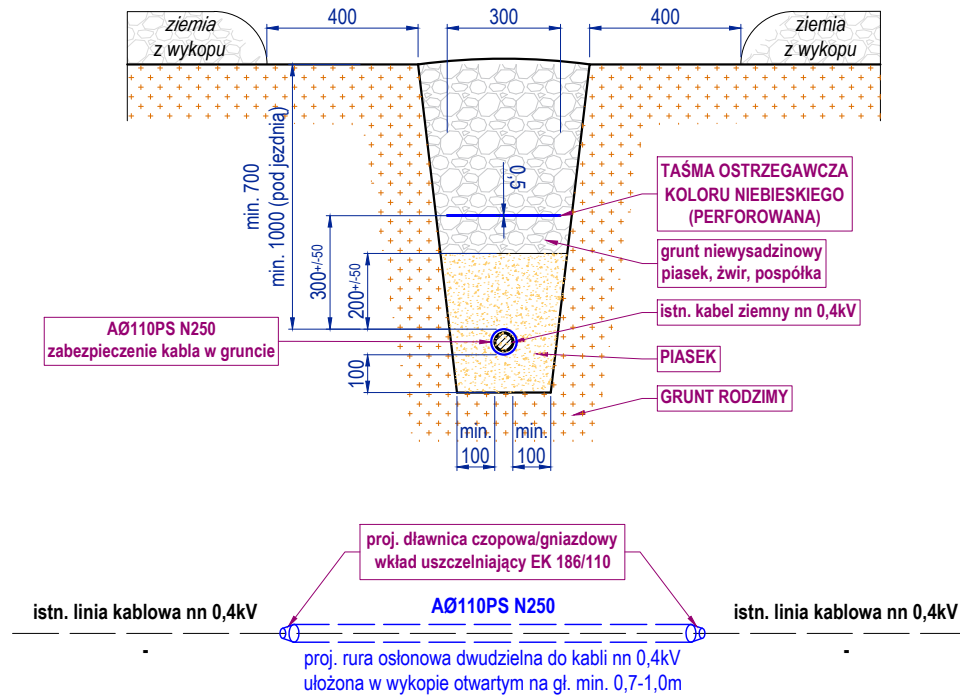 400
300
400
ziemia
z wykopu
ziemia
z wykopu
min. 700
min. 1000 (pod jezdnią)
0,5
300+/-50
200+/-50
100
min.
100
min.
100
TAŚMA OSTRZEGAWCZA
KOLORU NIEBIESKIEGO
(PERFOROWANA)
grunt niewysadzinowy
piasek, żwir, pospółka
istn. kabel ziemny nn 0,4kV
AØ110PS N250
zabezpieczenie kabla w gruncie
PIASEK
GRUNT RODZIMY
proj. dławnica czopowa/gniazdowy
wkład uszczelniający EK 186/110
istn. linia kablowa nn 0,4kV
-
AØ110PS N250
istn. linia kablowa nn 0,4kV
-
proj. rura osłonowa dwudzielna do kabli nn 0,4kV
ułożona w wykopie otwartym na gł. min. 0,7-1,0m